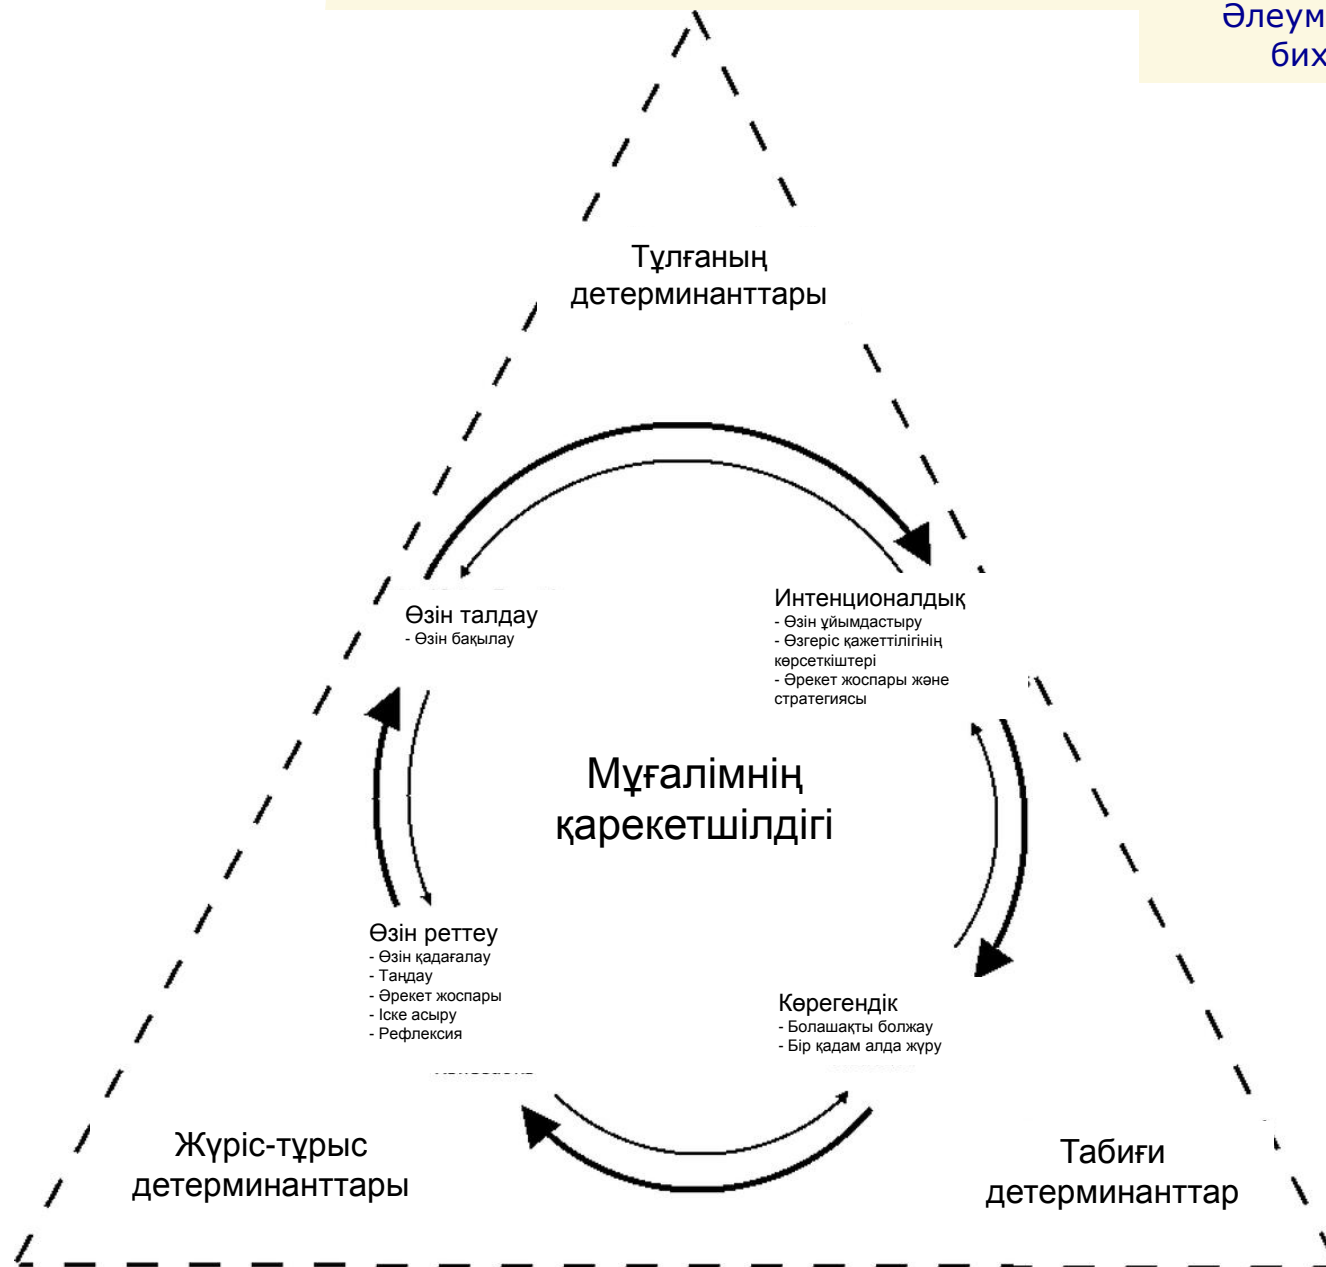 Тұлғаның
детерминанттары
Өзін талдау
- Өзін бақылау
Интенционалдық
- Өзін ұйымдастыру
- Өзгеріс қажеттілігінің
көрсеткіштері
- Әрекет жоспары және
стратегиясы
Мұғалімнің
қарекетшілдігі
Өзін реттеу
- Өзін қадағалау
- Таңдау
- Әрекет жоспары
- Іске асыру
- Рефлексия
Көрегендік
- Болашақты болжау
- Бір қадам алда жүру
Жүріс-тұрыс
детерминанттары
Табиғи
детерминанттар